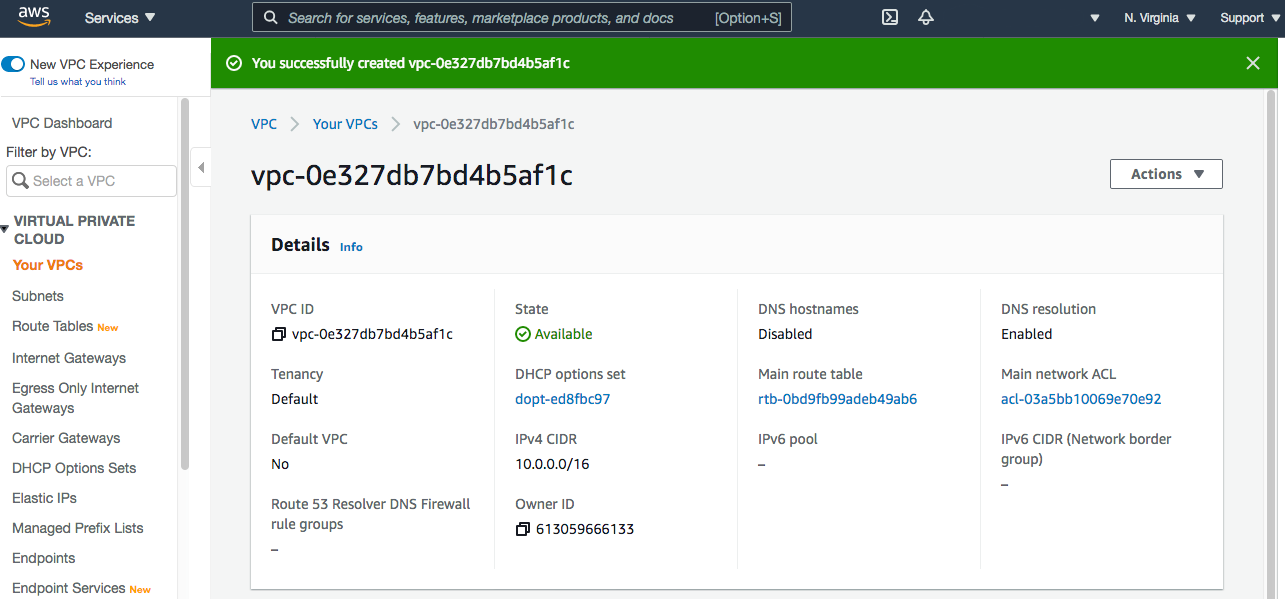 aws
Services
Search for services, features, marketplace products, and docs
[Option+S]
N. Virginia
Support
New VPC Experience
Tell us what you think
You successfully created vpc-0e327db7bd4b5af1c
VPC Dashboard
Filter by VPC:
Select a VPC
VIRTUAL PRIVATE
CLOUD
Your VPCs
Subnets
Route Tables New
Internet Gateways
Egress Only Internet
Gateways
Carrier Gateways
DHCP Options Sets
Elastic IPs
Managed Prefix Lists
Endpoints
Endpoint Services New
VPC
Your VPCs
vpc-0e327db7bd4b5af1c
vpc-0e327db7bd4b5af1c
Actions
Details Info
VPC ID
vpc-0e327db7bd4b5af1c
State
Available
DNS hostnames
Disabled
DNS resolution
Enabled
Tenancy
Default
DHCP options set
dopt-ed8fbc97
Main route table
rtb-0bd9fb99adeb49ab6
Main network ACL
acl-03a5bb10069e70e92
Default VPC
No
IPv4 CIDR
10.0.0.0/16
IPv6 pool
–
IPv6 CIDR (Network border
group)
–
Route 53 Resolver DNS Firewall
rule groups
–
Owner ID
613059666133